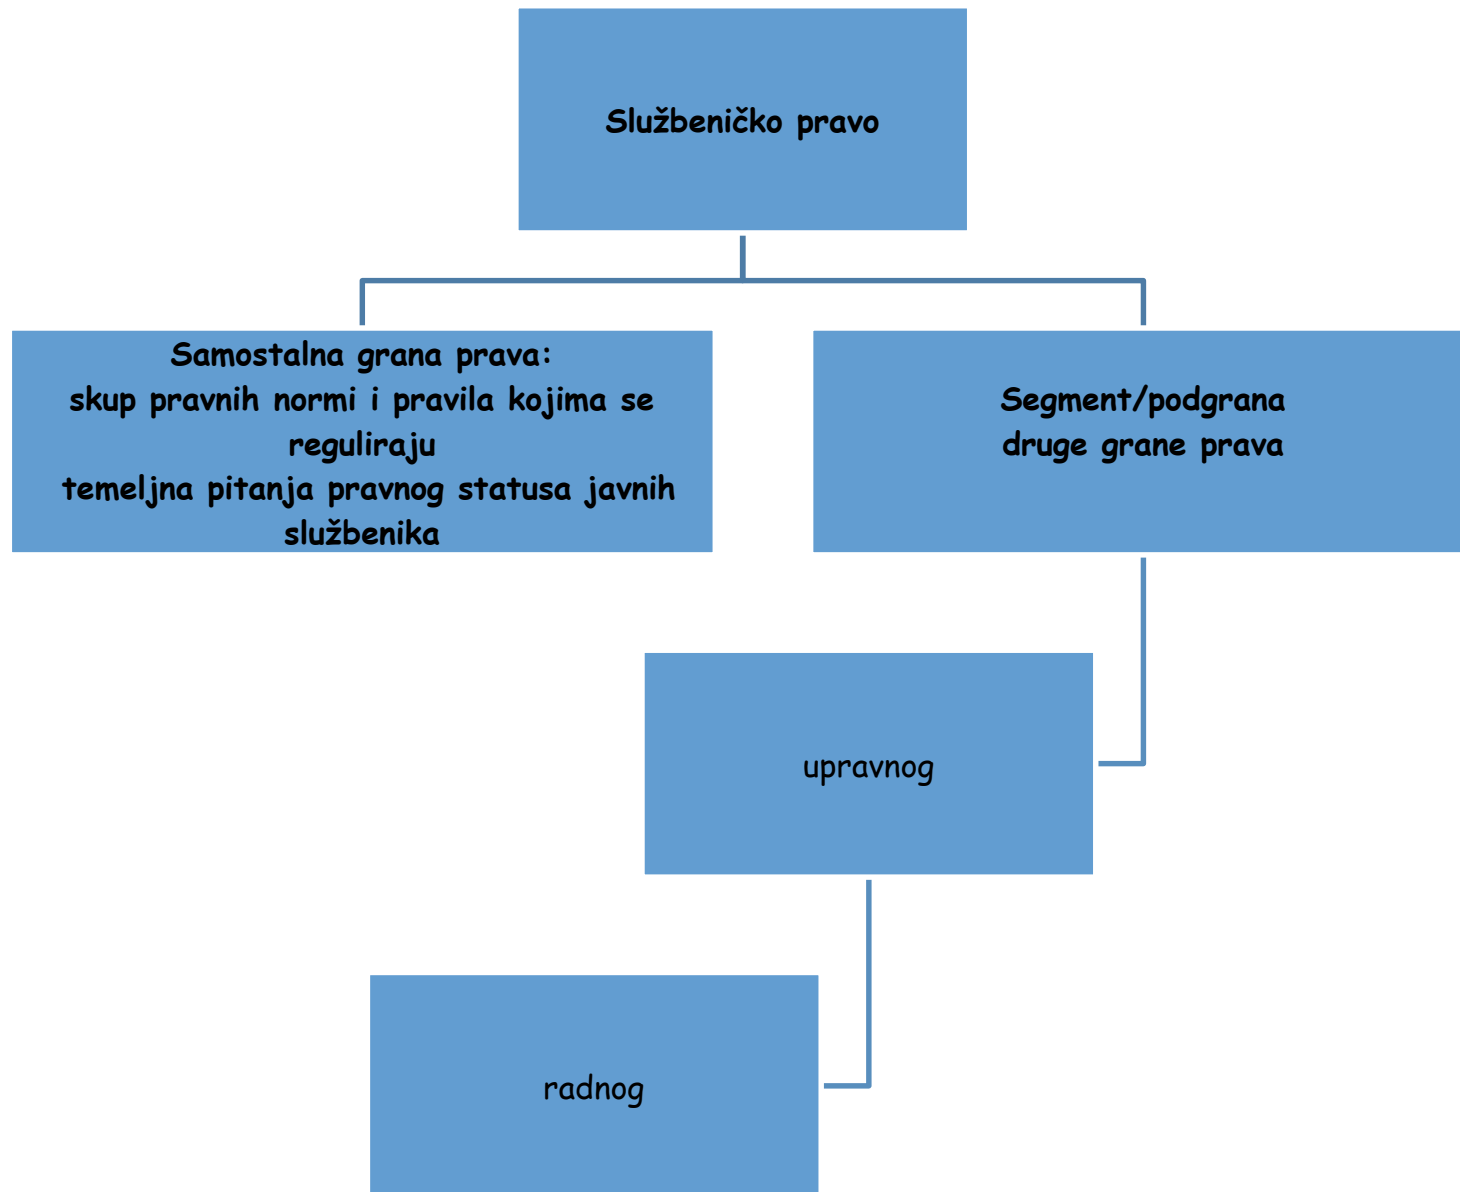 Službeničko pravo
Samostalna grana prava:
skup pravnih normi i pravila kojima se
reguliraju
temeljna pitanja pravnog statusa javnih
službenika
Segment/podgrana
druge grane prava
upravnog
radnog